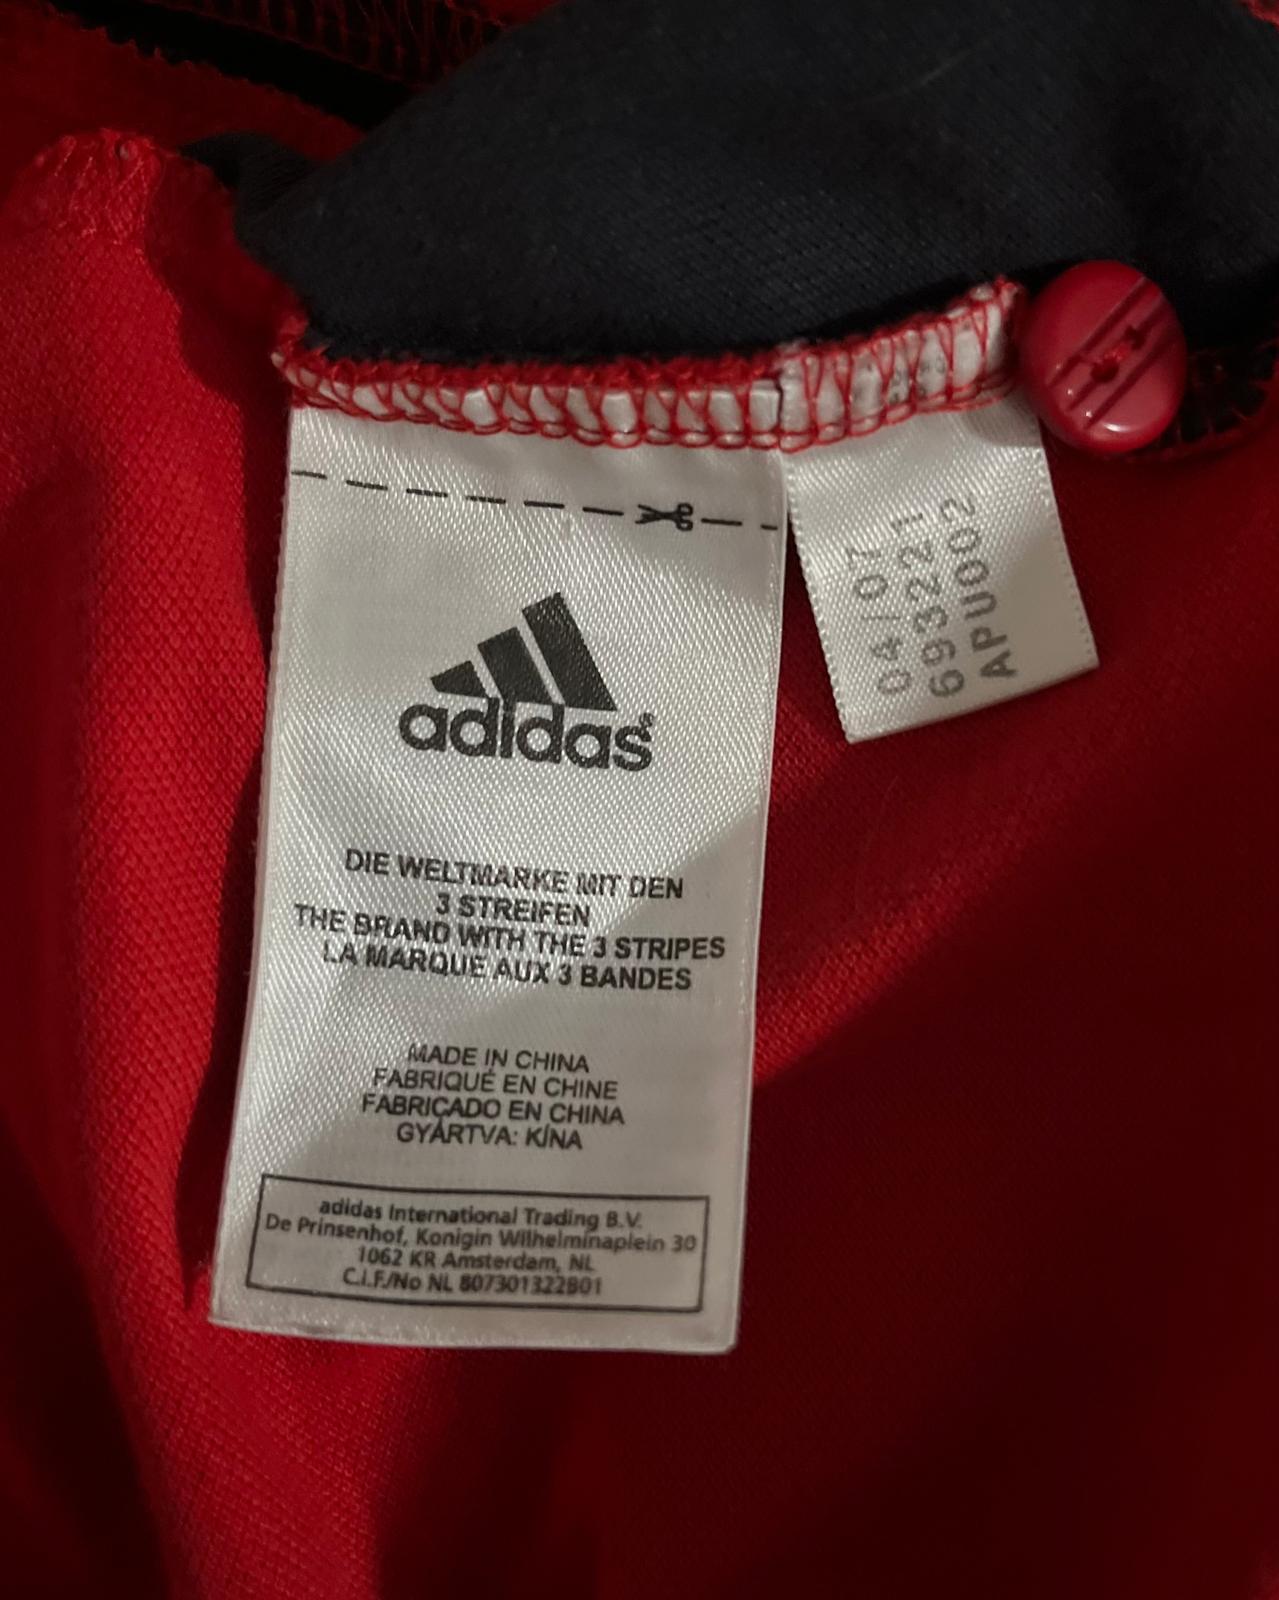 adidas
DIE WELTMARKE MIT DEN
3 STREIFEN
THE BRAND WITH THE 3 STRIPES
LA MARQUE AUX 3 BANDES
MADE IN CHINA
FABRIQUÉ EN CHINE
FABRICADO EN CHINA
GYÁRTVA: KÍNA
adidas International Trading B.V.
De Prinsenhof, Konigin Wilhelminaplein 30
1062 KR Amsterdam, NL
C.I.F./No NL 807301322B01
04/07
693221
APU002